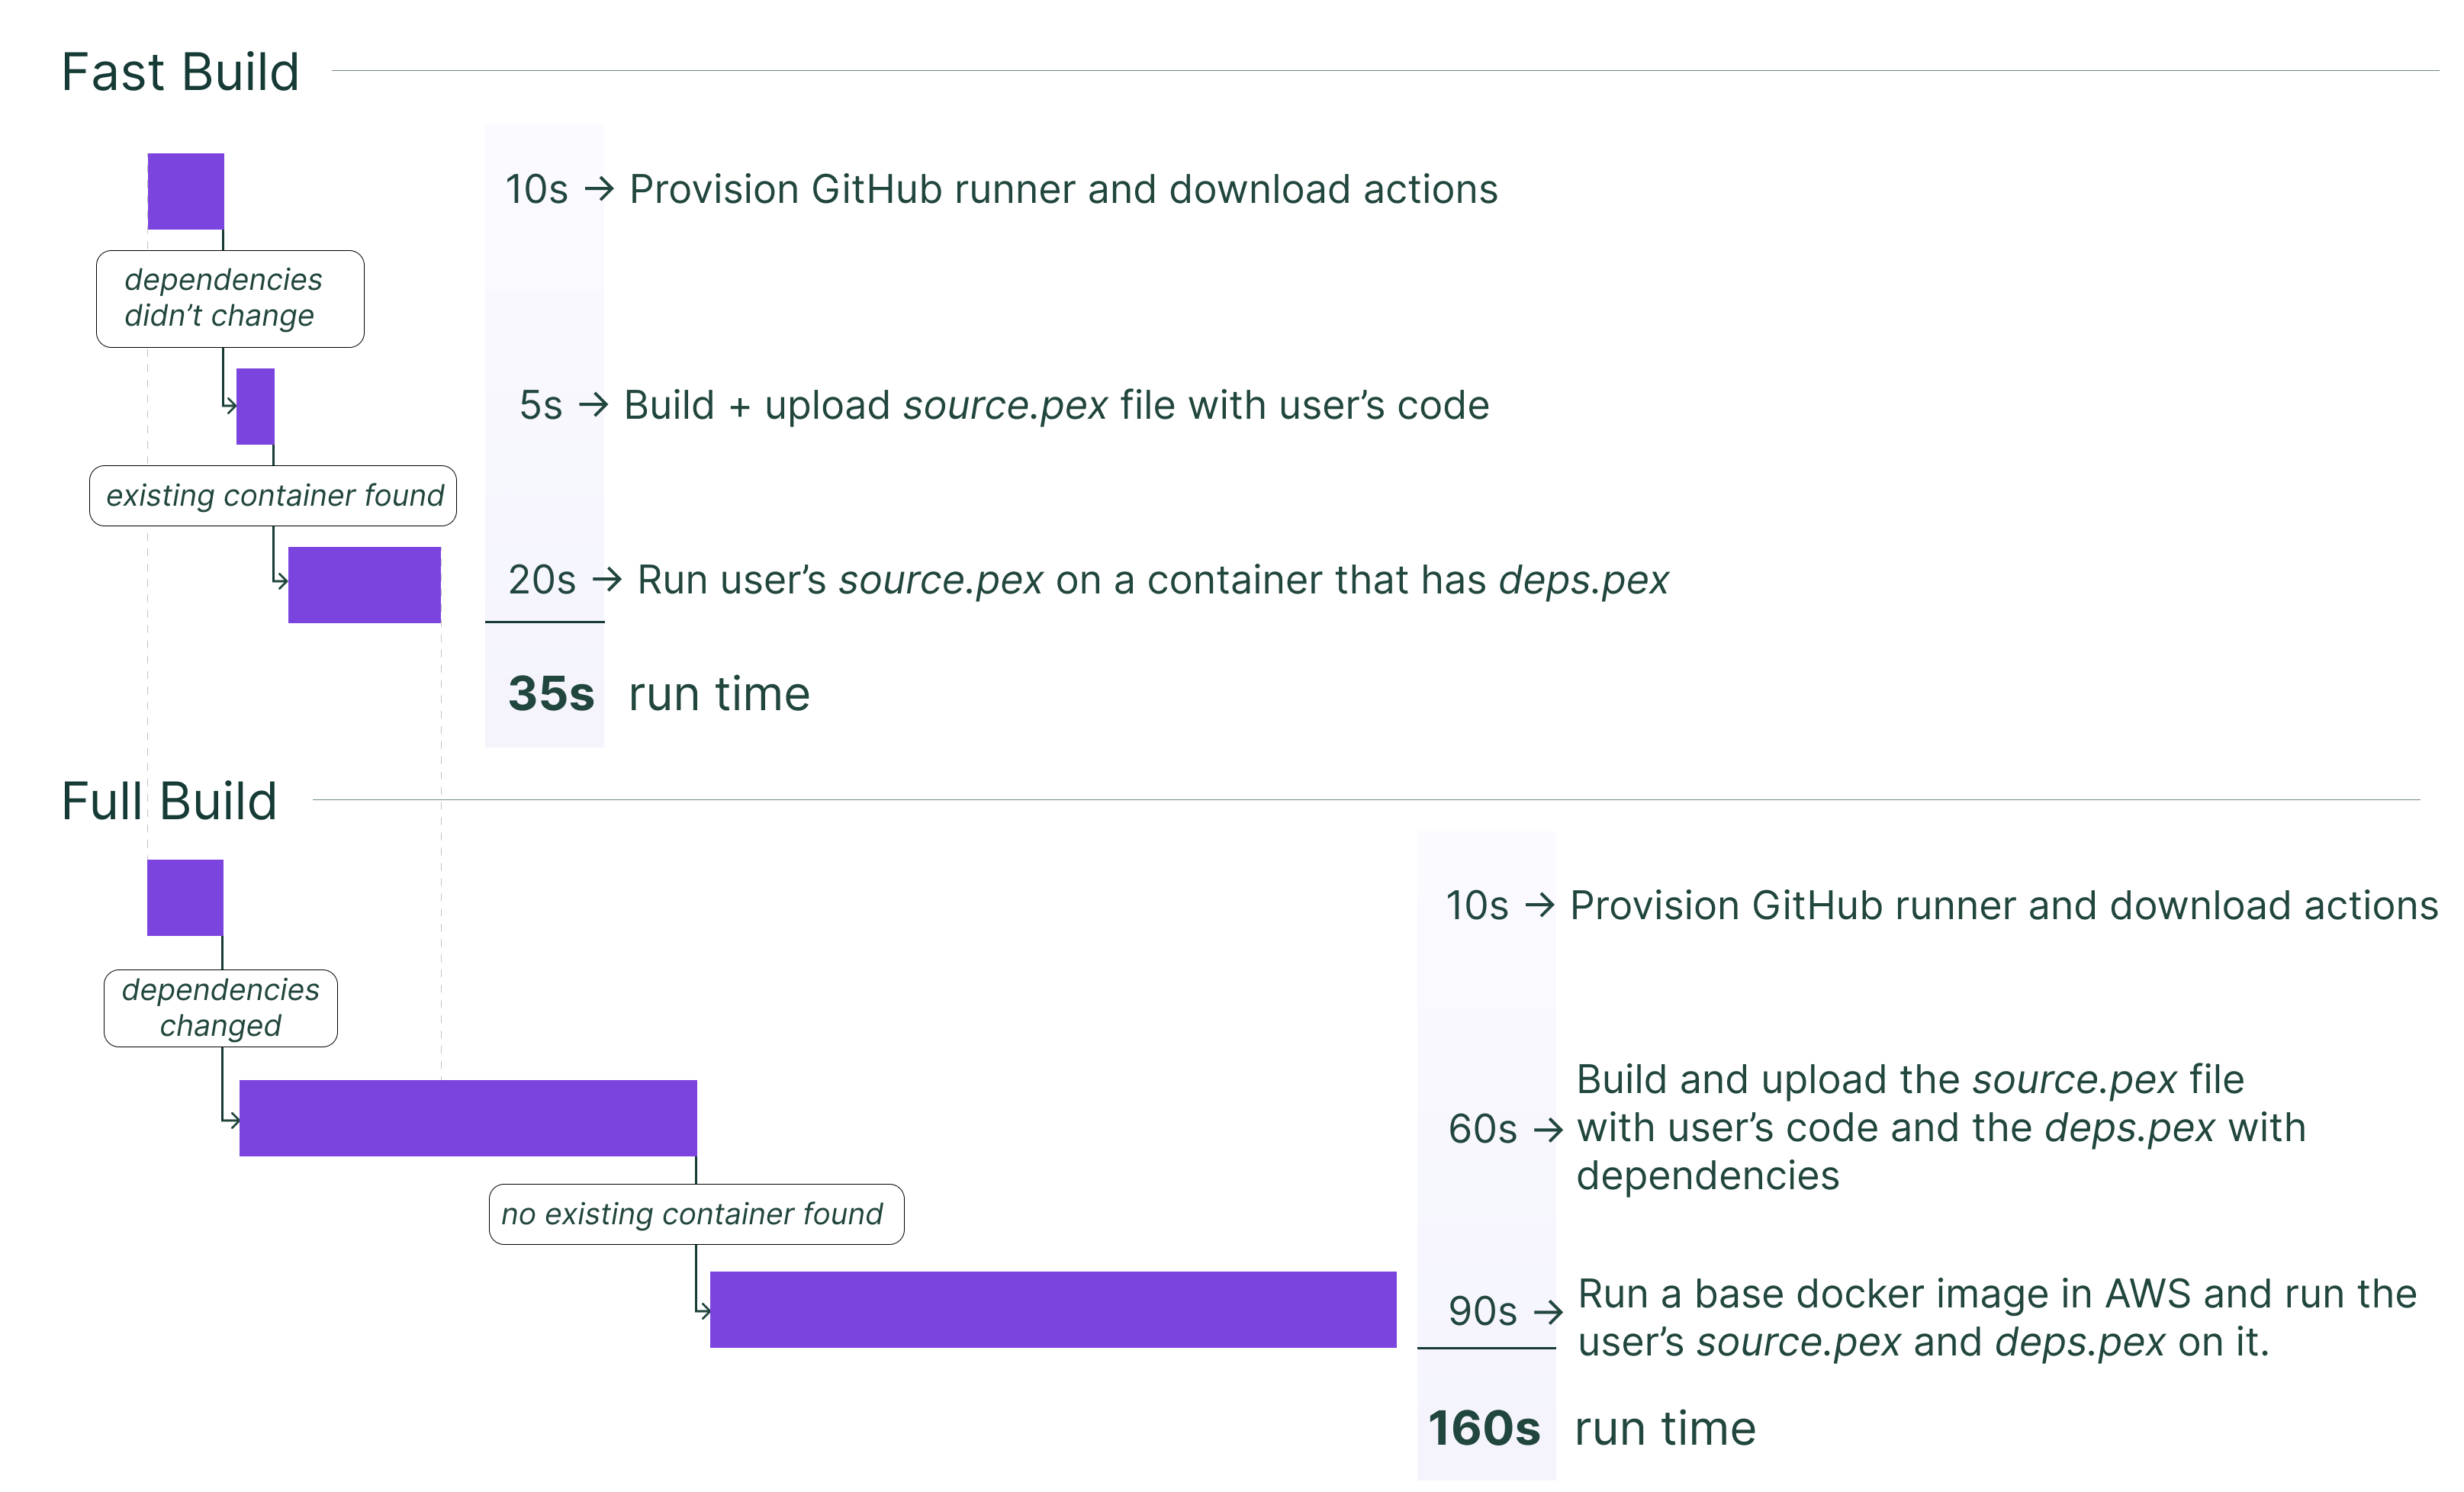 Fast Build
10s → Provision GitHub runner and download actions
dependencies
didn’t change
5s → Build + upload source.pex file with user’s code
existing container found
20s → Run user’s source.pex on a container that has deps.pex
35s run time
Full Build
10s → Provision GitHub runner and download actions
dependencies
changed
Build and upload the source.pex file
60s → with user’s code and the deps.pex with
dependencies
no existing container found
90s → Run a base docker image in AWS and run the
user’s source.pex and deps.pex on it.
160s run time